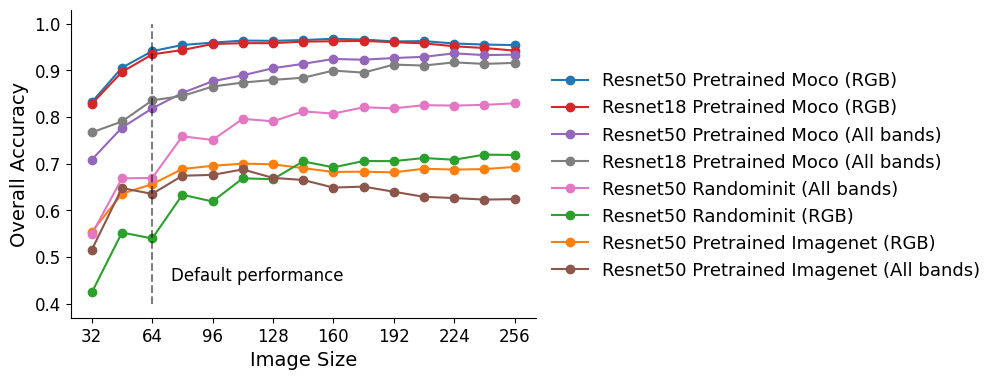 1.0
0.9
0.8
0.7
0.6
0.5
0.4
Overall Accuracy
Default performance
32 64 96 128 160 192 224 256
Image Size
Resnet50 Pretrained Moco (RGB)
Resnet18 Pretrained Moco (RGB)
Resnet50 Pretrained Moco (All bands)
Resnet18 Pretrained Moco (All bands)
Resnet50 Randominit (All bands)
Resnet50 Randominit (RGB)
Resnet50 Pretrained Imagenet (RGB)
Resnet50 Pretrained Imagenet (All bands)